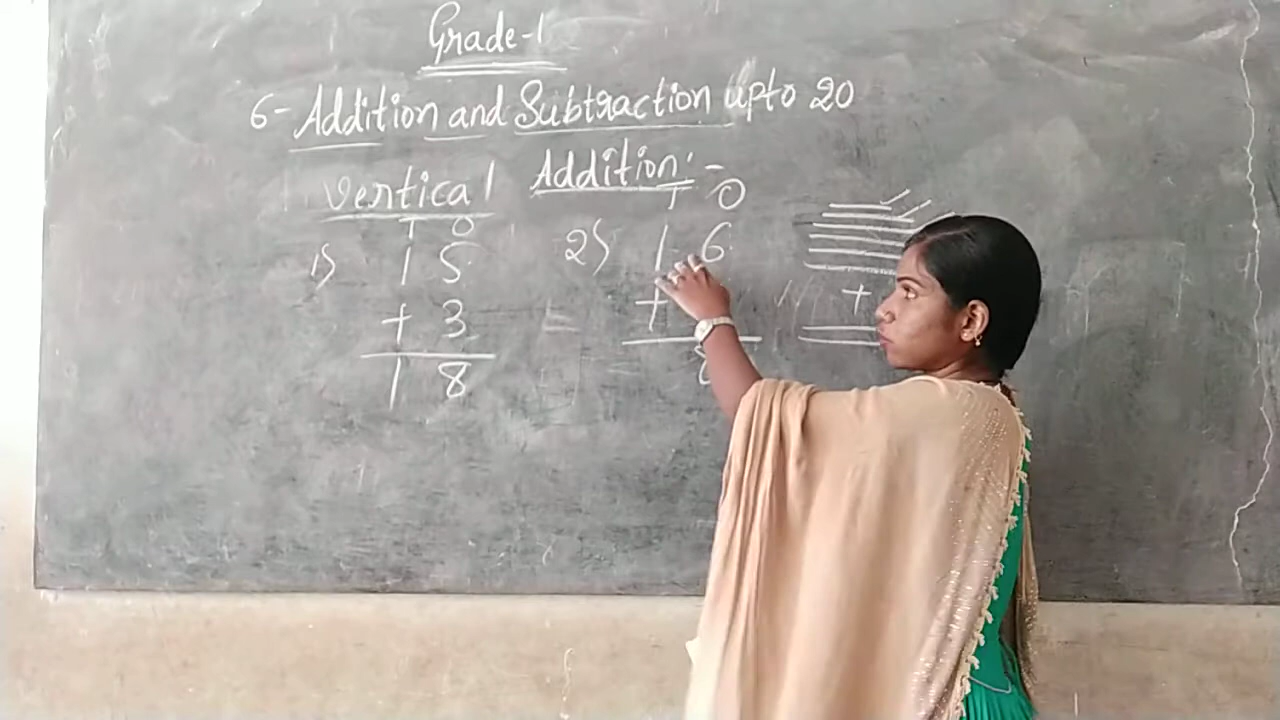 Grade-1
6-Addition and Subtraction upto 20
Vertical Addition:-
T O
1) 1 5
+ 3
1 8
T O
2) 1 6
+
8
+